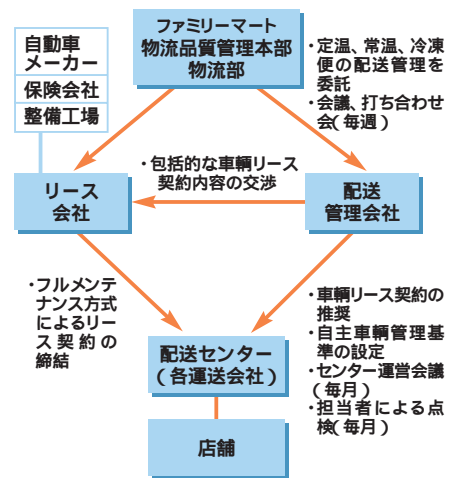 ファミリーマート
物流品質管理本部
物流部
自動車
メーカー
保険会社
整備工場
・定温、常温、冷凍
便の配送管理を
委託
・会議、打ち合わせ
会(毎週)
・包括的な車輌リース
契約内容の交渉
リース
会社
配送
管理会社
・フルメンテ
ナンス方式
によるリー
ス契約の
締結
・車輌リース契約の
推奨
・自主車輌管理基
準の設定
・センター運営会議
(毎月)
・担当者による点
検(毎月)
配送センター
(各運送会社)
店舗